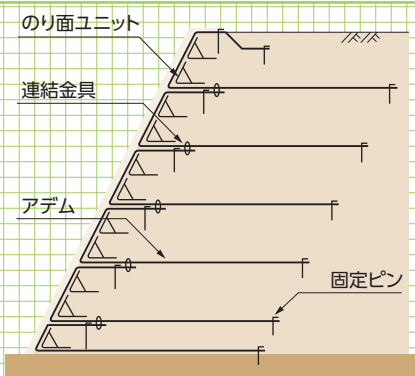 のり面ユニット
連結金具
アデム
固定ピン